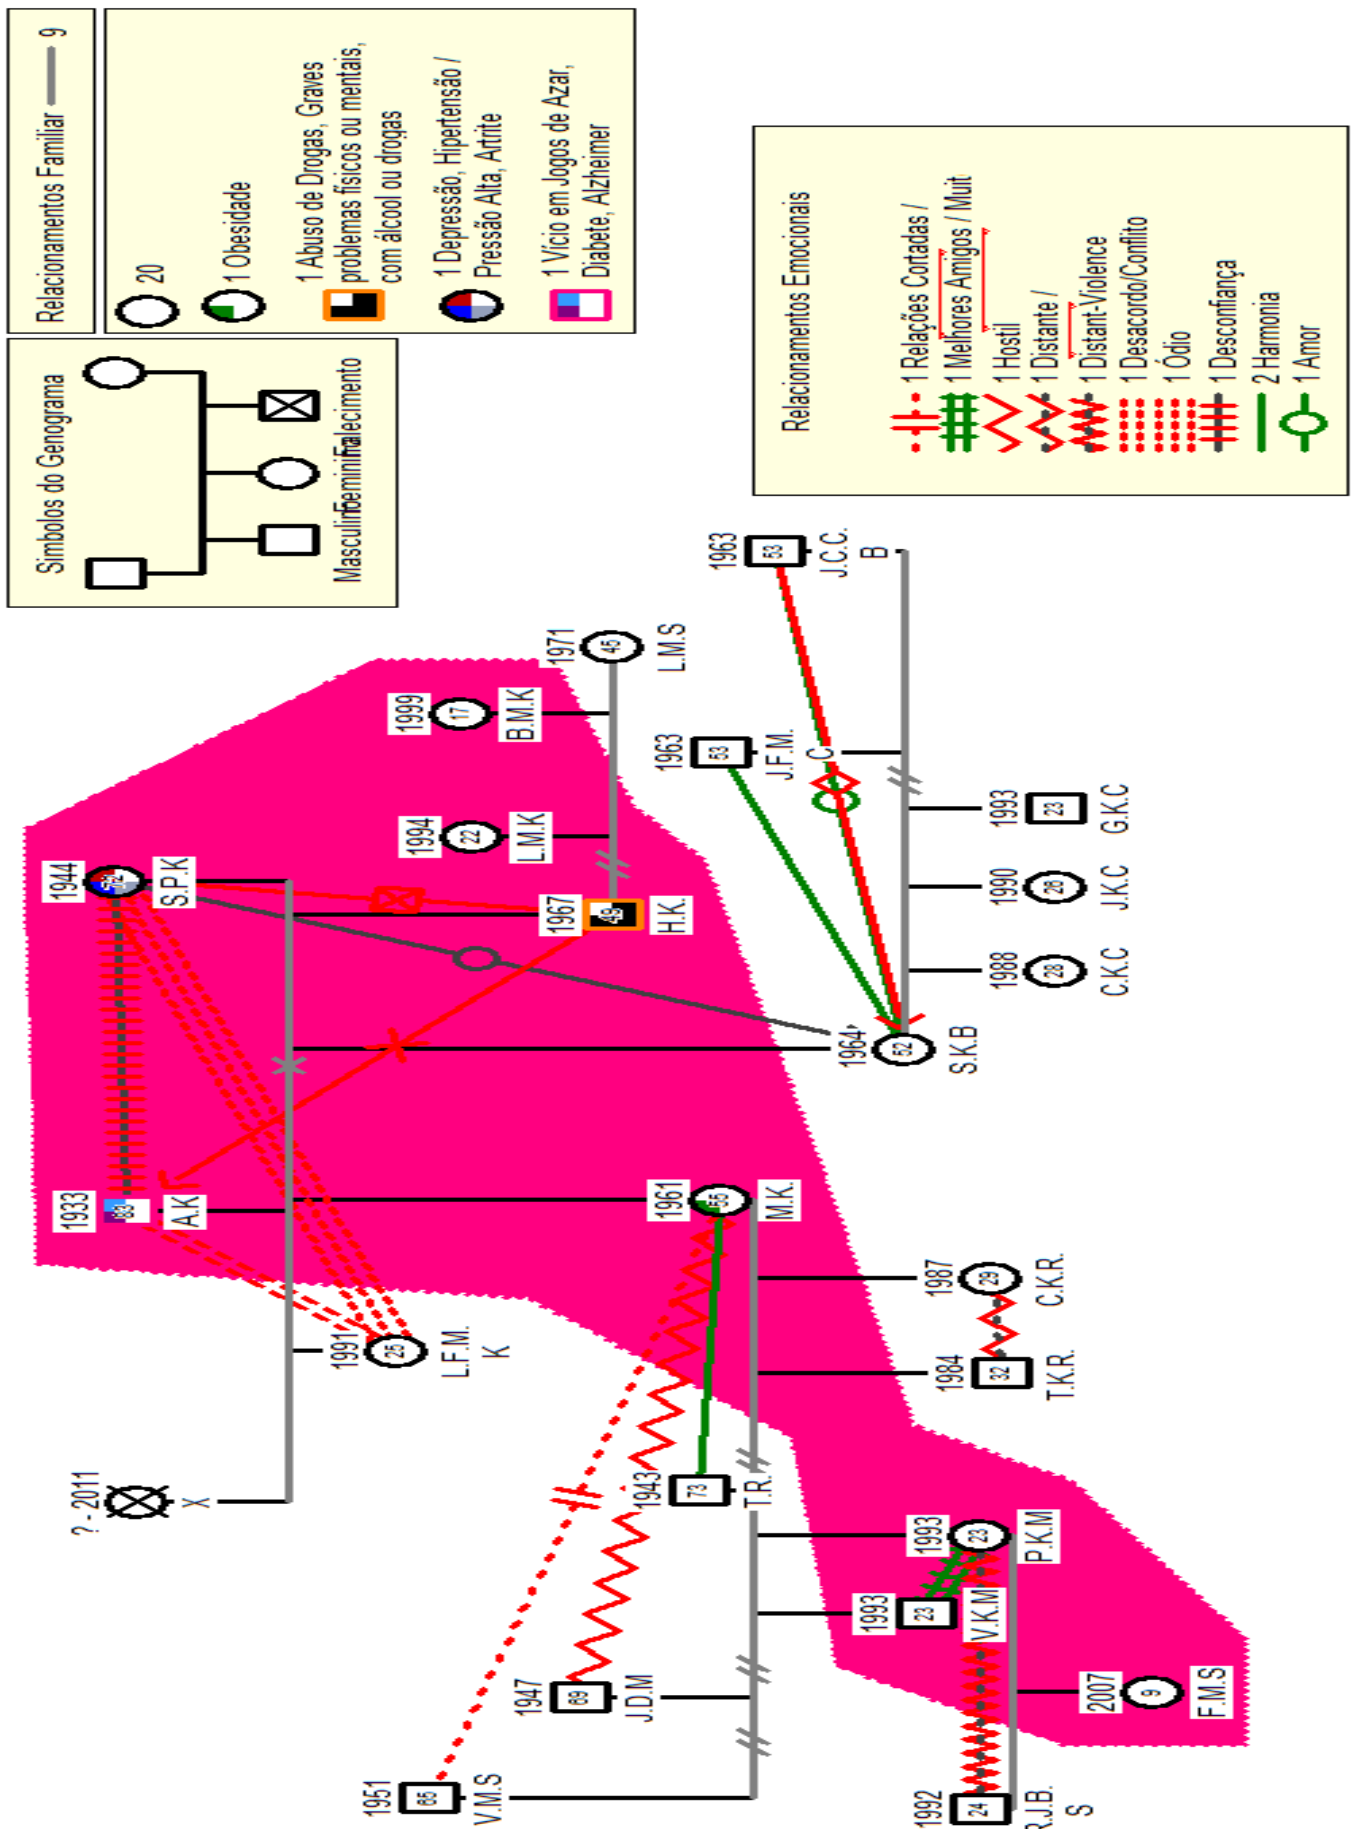 Relacionamentos Familiar
9
20
1 Obesidade
1 Abuso de Drogas, Graves
problemas físicos ou mentais,
com álcool ou drogas
1 Depressão, Hipertensão /
Pressão Alta, Artrite
1 Vício em Jogos de Azar,
Diabete, Alzheimer
Símbolos do Genograma
Masculino
Feminino
Falecimento
Relacionamentos Emocionais
1 Relações Cortadas /
1 Melhores Amigos / Muit
1 Hostil
1 Distante /
1 Distant-Violence
1 Desacordo/Conflito
1 Ódio
1 Desconfiança
2 Harmonia
1 Amor
? - 2011
X
1933
83
A.K
1944
72
S.P.K
1991
25
L.F.M.
K
1967
49
H.K.
1994
22
L.M.K
1999
17
B.M.K
1971
45
L.M.S
1951
65
V.M.S
1947
69
J.D.M
1943
73
T.R.
1961
55
M.K.
1964
52
S.K.B
1963
53
J.F.M.
C
1963
53
J.C.C.
B
1992
24
R.J.B.
S
1993
23
V.K.M
1993
23
P.K.M
1984
32
T.K.R.
1987
29
C.K.R.
1988
28
C.K.C
1990
26
J.K.C
1993
23
G.K.C
2007
9
F.M.S